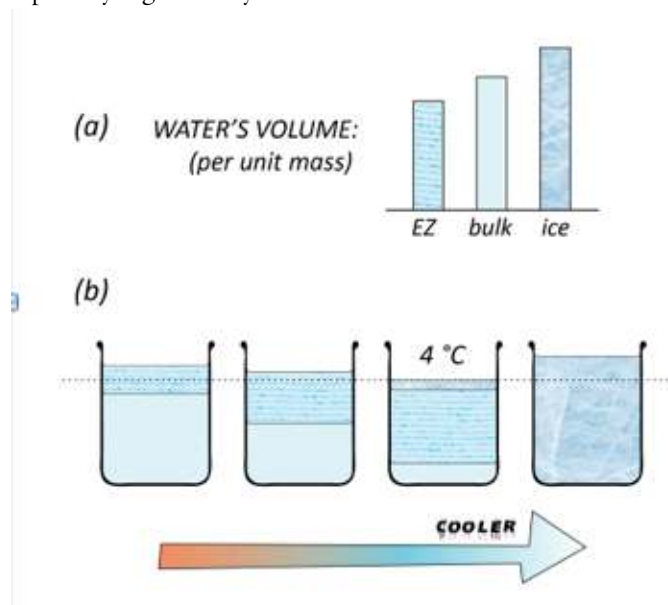 (a) WATER'S VOLUME:
(per unit mass)
EZ bulk ice
(b)
4 °C
COOLER